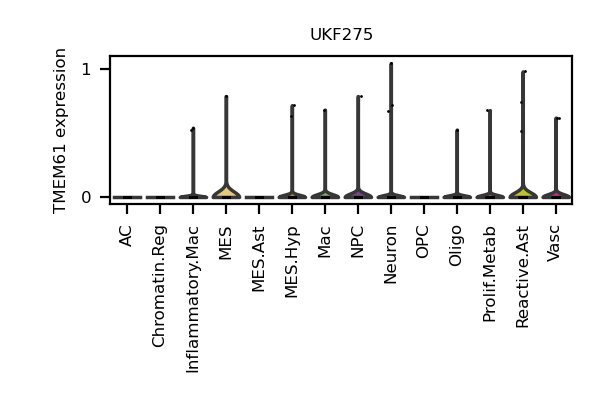 UKF275
TMEM61 expression
1
0
AC
Chromatin.Reg
Inflammatory.Mac
MES
MES.Ast
MES.Hyp
Mac
NPC
Neuron
OPC
Oligo
Prolif.Metab
Reactive.Ast
Vasc